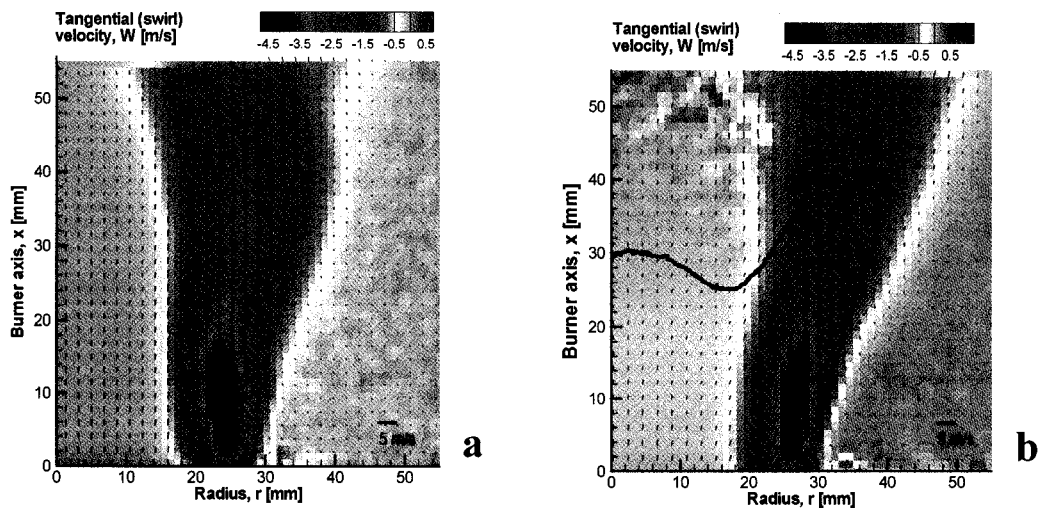 Tangential (swirl)
velocity, W [m/s]
-4.5 -3.5 -2.5 -1.5 -0.5 0.5
50
40
30
20
10
0
Burner axis, x [mm]
0 10 20 30 40 50
Radius, r [mm]
a
Tangential (swirl)
velocity, W [m/s]
-4.5 -3.5 -2.5 -1.5 -0.5 0.5
50
40
30
20
10
0
Burner axis, x [mm]
0 10 20 30 40 50
Radius, r [mm]
b